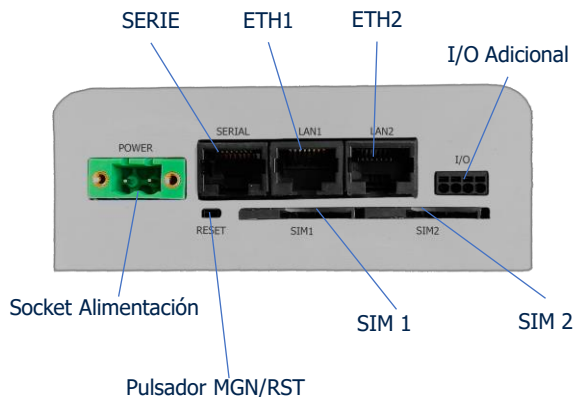 SERIE
ETH1
ETH2
I/O Adicional
SERIAL
LAN1
LAN2
POWER
I/O
RESET
SIM1
SIM2
Socket Alimentación
SIM 1
SIM 2
Pulsador MGN/RST